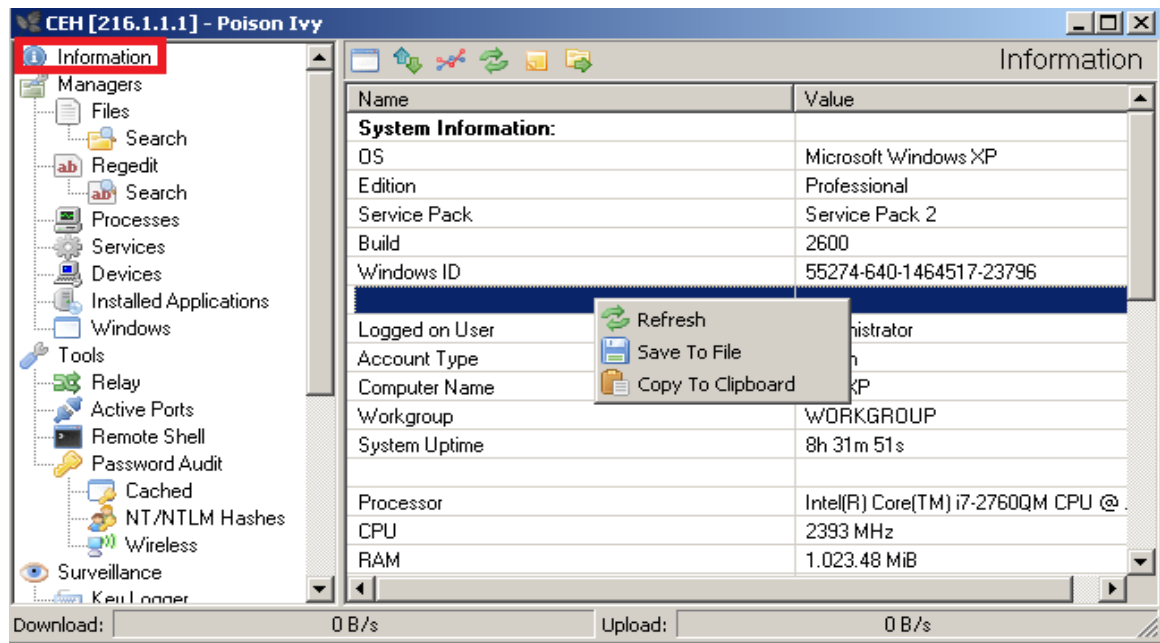 CEH [216.1.1.1] - Poison Ivy
Information
Managers
Files
Search
Regedit
Search
Processes
Services
Devices
Installed Applications
Windows
Tools
Relay
Active Ports
Remote Shell
Password Audit
Cached
NT/NTLM Hashes
Wireless
Surveillance
Key Logger
Information
Name Value
System Information:
OS Microsoft Windows XP
Edition Professional
Service Pack Service Pack 2
Build 2600
Windows ID 55274-640-1464517-23796
Logged on User nistrator
Account Type
Computer Name XP
Workgroup WORKGROUP
System Uptime 8h 31m 51s
Processor Intel(R) Core(TM) i7-2760QM CPU @ .
CPU 2393 MHz
RAM 1.023.48 MiB
Refresh
Save To File
Copy To Clipboard
Download: 0 B/s Upload: 0 B/s